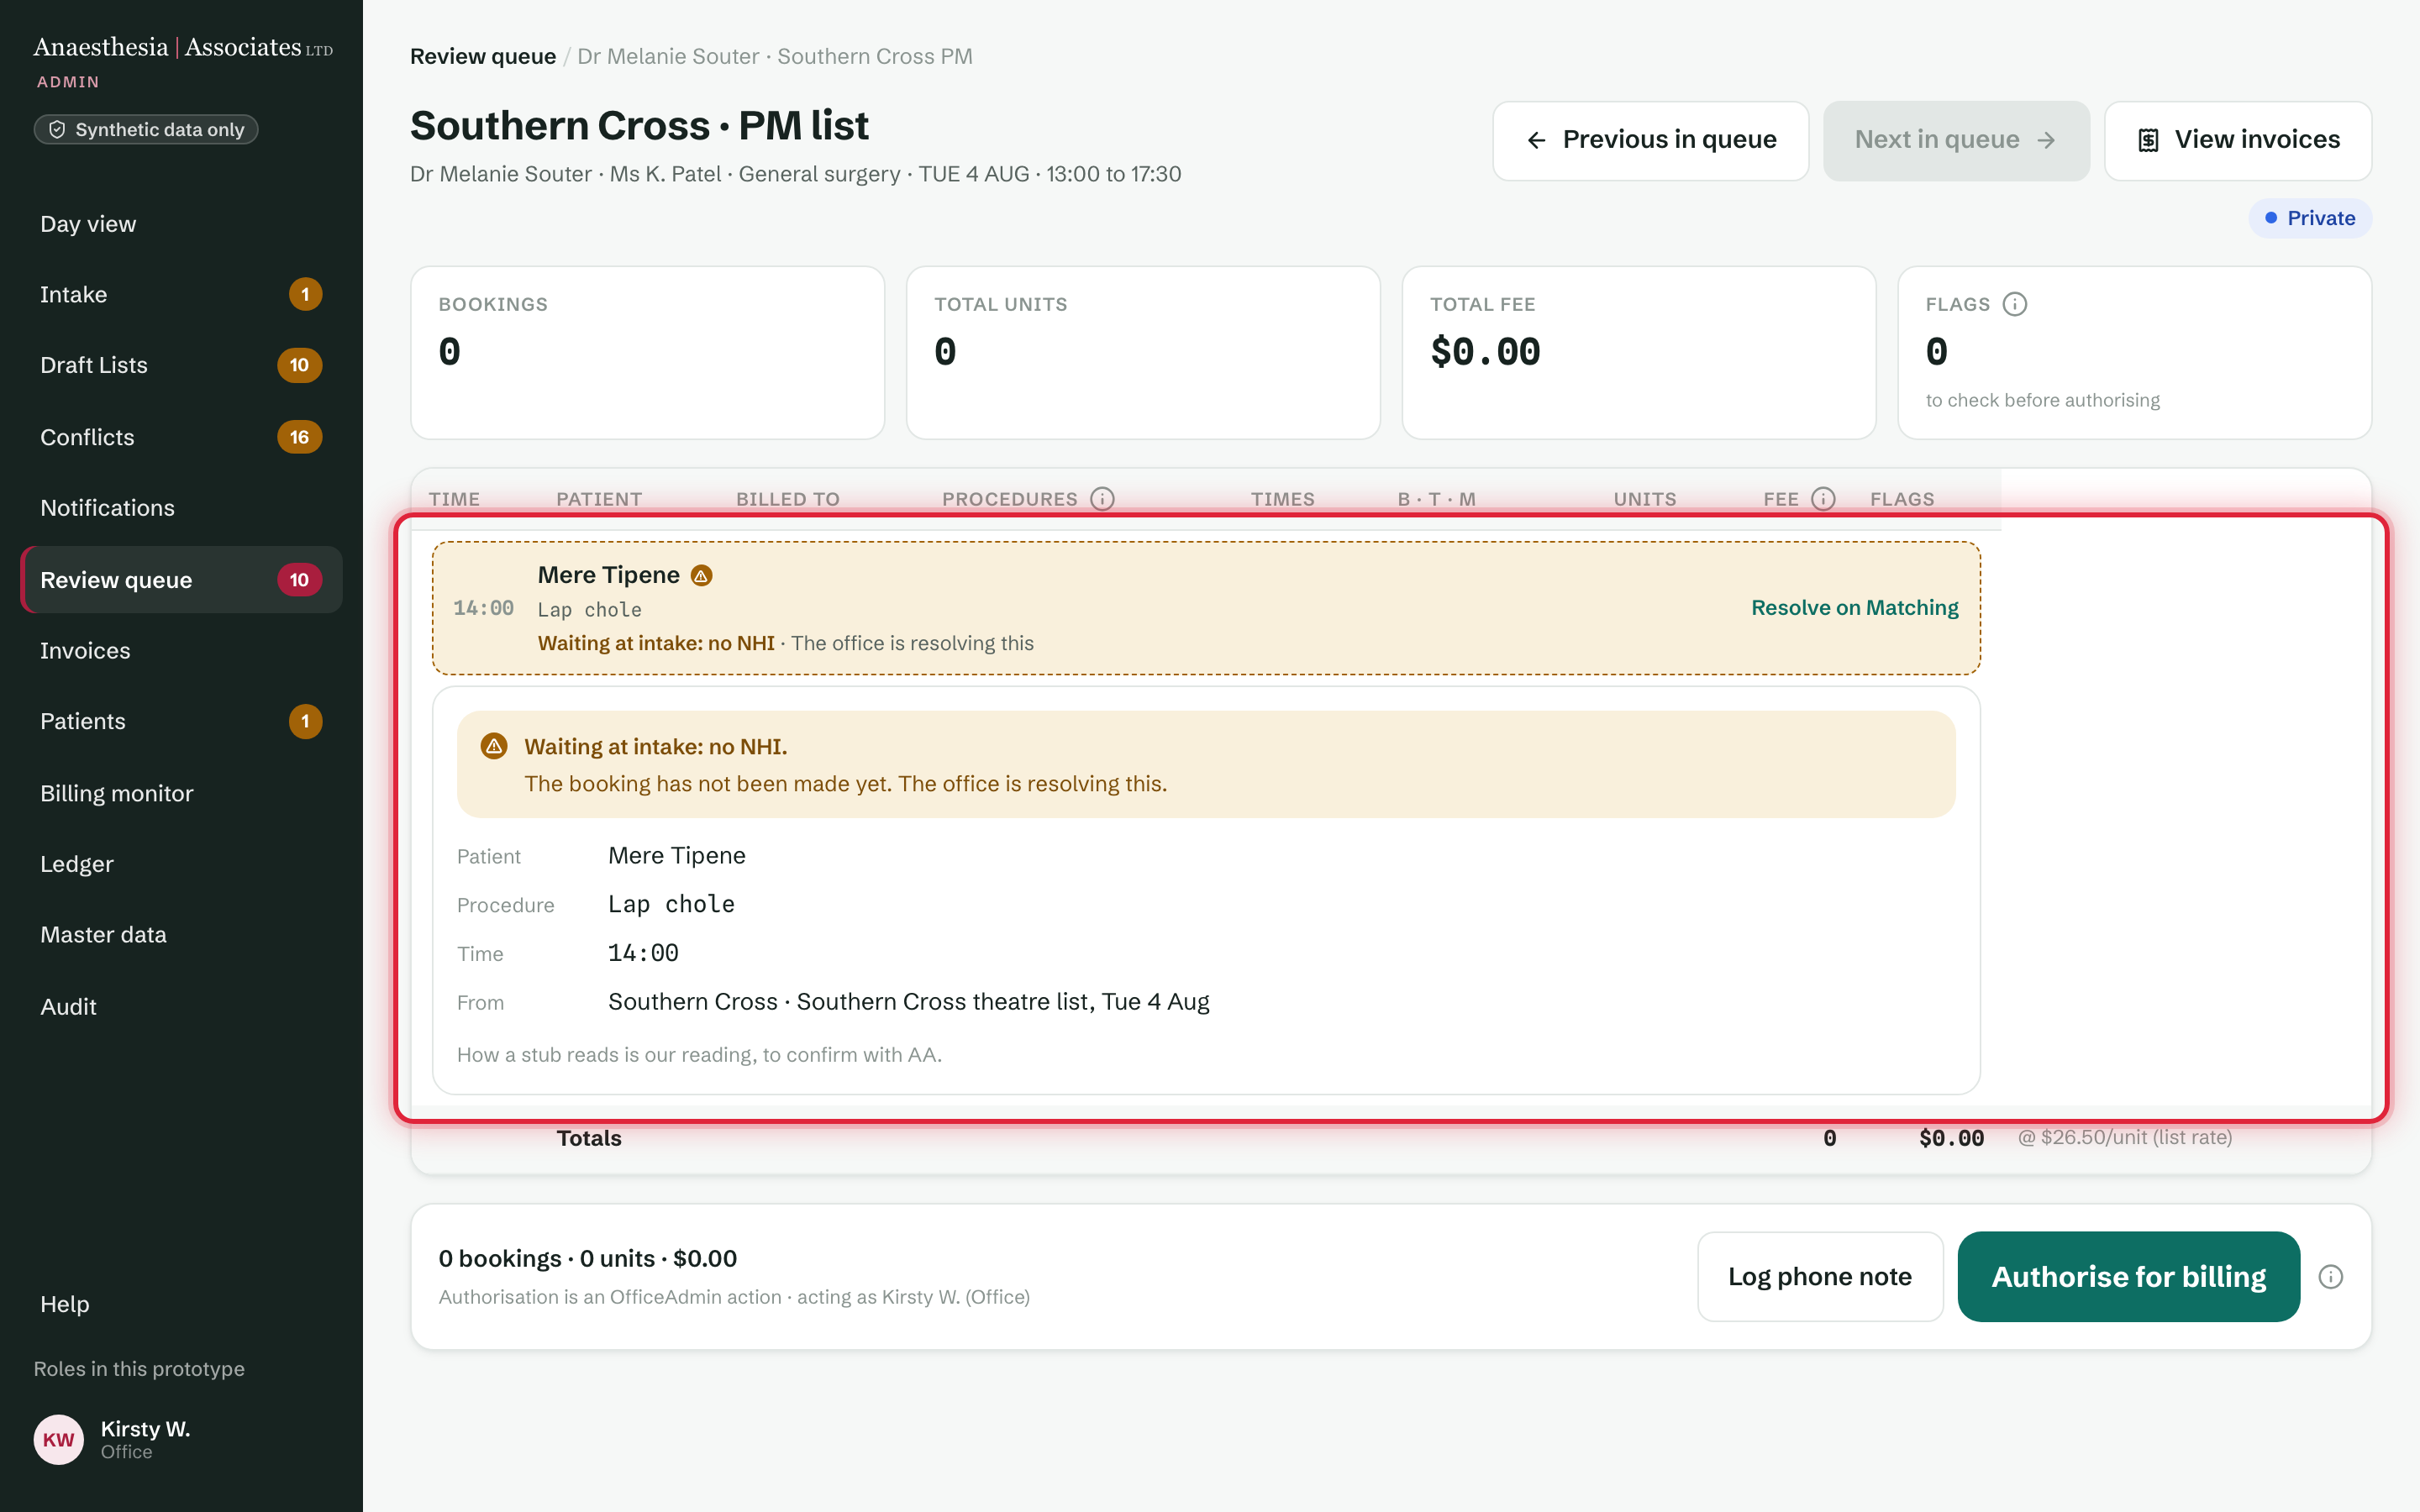 Anaesthesia | Associates LTD
ADMIN
Synthetic data only
Day view
Intake 1
Draft Lists 10
Conflicts 16
Notifications
Review queue 10
Invoices
Patients 1
Billing monitor
Ledger
Master data
Audit
Help
Roles in this prototype
KW
Kirsty W.
Office
Review queue / Dr Melanie Souter · Southern Cross PM
Southern Cross · PM list
Dr Melanie Souter · Ms K. Patel · General surgery · TUE 4 AUG · 13:00 to 17:30
← Previous in queue
Next in queue →
View invoices
Private
BOOKINGS
0
TOTAL UNITS
0
TOTAL FEE
$0.00
FLAGS
0
to check before authorising
TIME PATIENT BILLED TO PROCEDURES TIMES B · T · M UNITS FEE FLAGS
Mere Tipene
14:00
Lap chole
Waiting at intake: no NHI · The office is resolving this
Resolve on Matching
Waiting at intake: no NHI.
The booking has not been made yet. The office is resolving this.
Patient Mere Tipene
Procedure Lap chole
Time 14:00
From Southern Cross · Southern Cross theatre list, Tue 4 Aug
How a stub reads is our reading, to confirm with AA.
Totals 0 $0.00 @ $26.50/unit (list rate)
0 bookings · 0 units · $0.00
Authorisation is an OfficeAdmin action · acting as Kirsty W. (Office)
Log phone note
Authorise for billing